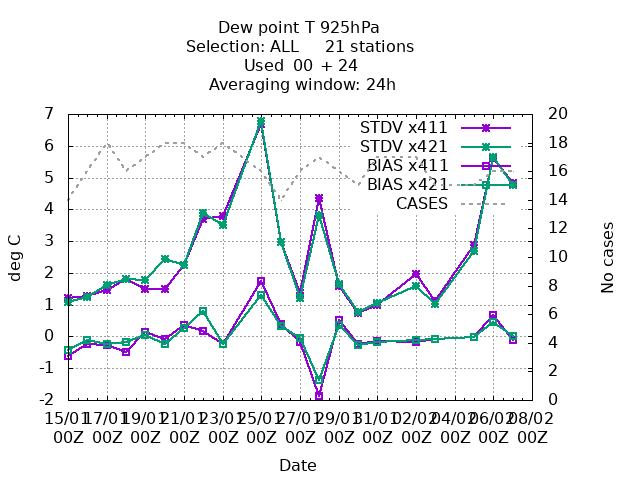 Dew point T 925hPa
Selection: ALL 21 stations
Used 00 + 24
Averaging window: 24h
7
6
5
4
3
2
1
0
-1
-2
deg C
20
18
16
14
12
10
8
6
4
2
0
No cases
STDV x411
STDV x421
BIAS x411
BIAS x421
CASES
15/01 17/01 19/01 21/01 23/01 25/01 27/01 29/01 31/01 02/02 04/02 06/02 08/02
00Z 00Z 00Z 00Z 00Z 00Z 00Z 00Z 00Z 00Z 00Z 00Z 00Z
Date